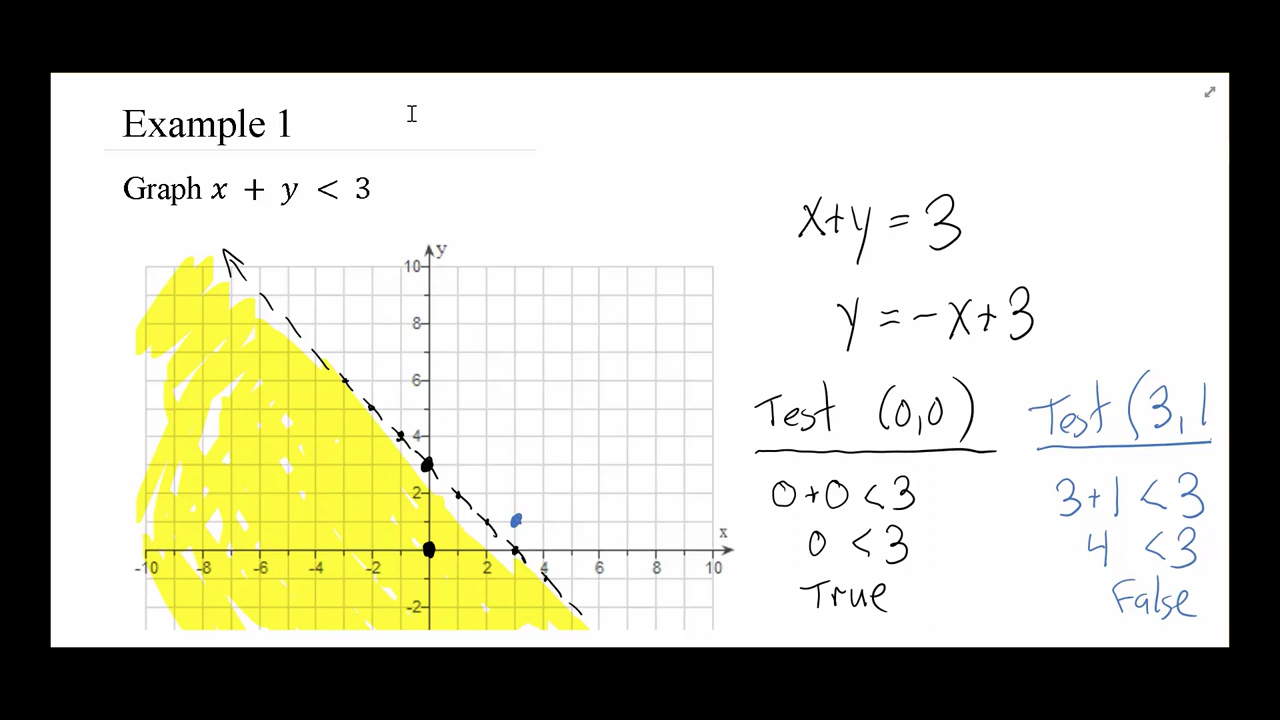 Example 1
Graph x + y < 3
y
10
8
6
4
2
x
-10 -8 -6 -4 -2 2 4 6 8 10
-2
x+y = 3
y = -x+3
Test (0,0)
0+0 < 3
0 < 3
True
Test (3,1
3+1 < 3
4 < 3
False